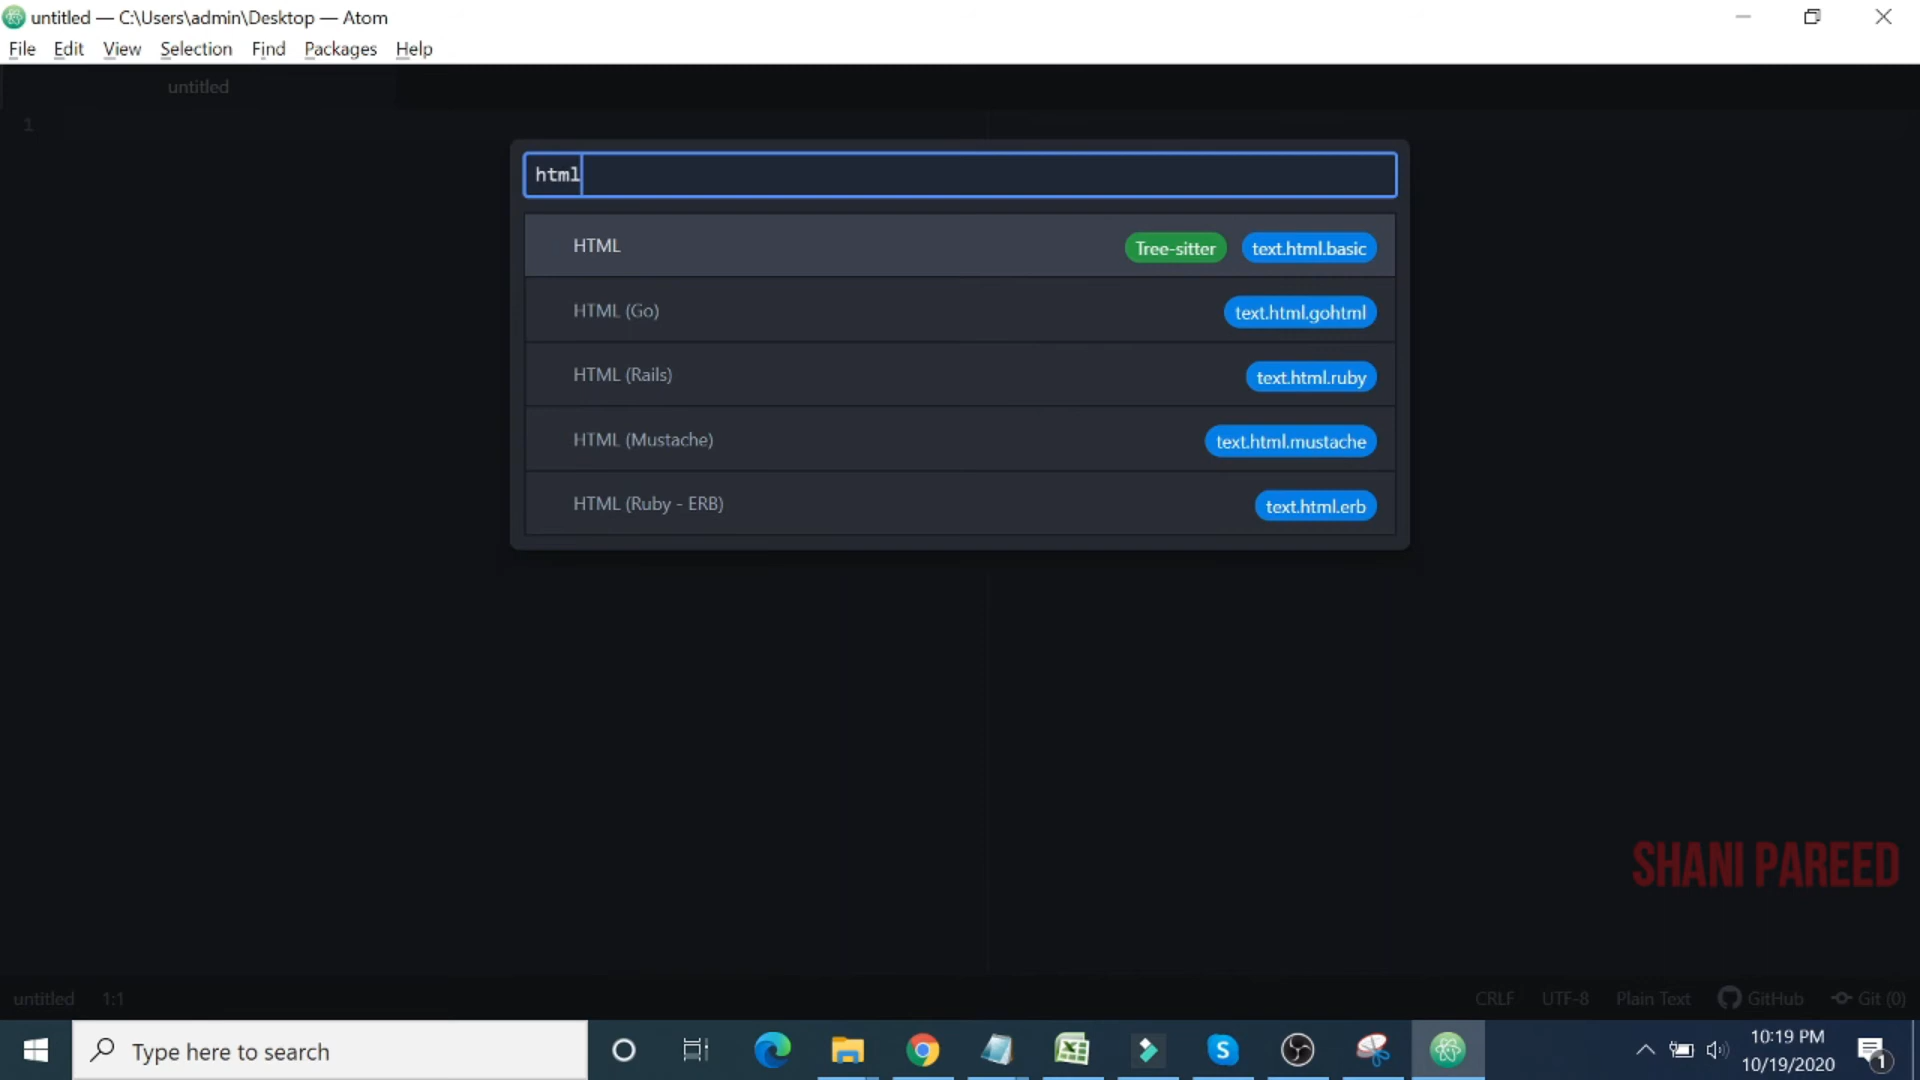 untitled — C:\Users\admin\Desktop — Atom
File Edit View Selection Find Packages Help
untitled
1
html
HTML Tree-sitter text.html.basic
HTML (Go) text.html.gohtml
HTML (Rails) text.html.ruby
HTML (Mustache) text.html.mustache
HTML (Ruby - ERB) text.html.erb
SHANI PAREED
untitled 1:1 CRLF UTF-8 Plain Text GitHub Git (0)
Type here to search
10:19 PM
10/19/2020
1